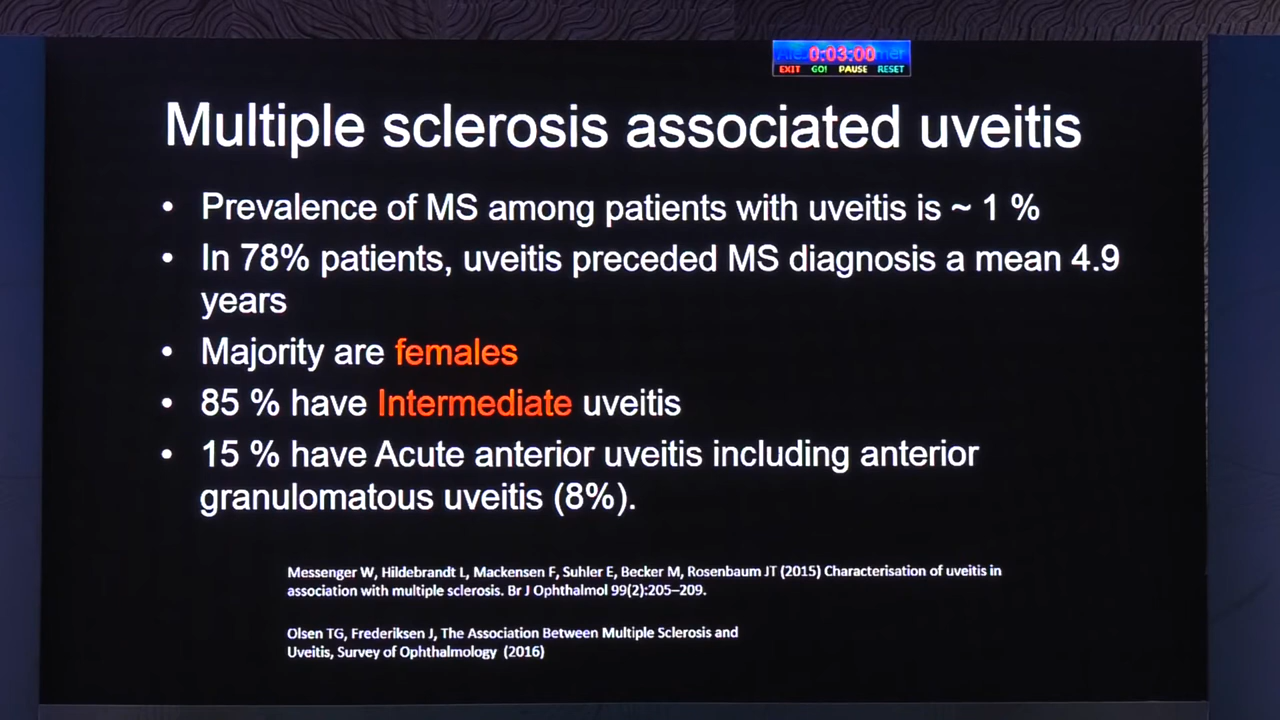 0:03:00
EXIT GO! PAUSE RESET
Multiple sclerosis associated uveitis
• Prevalence of MS among patients with uveitis is ~ 1 %
• In 78% patients, uveitis preceded MS diagnosis a mean 4.9
years
• Majority are females
• 85 % have Intermediate uveitis
• 15 % have Acute anterior uveitis including anterior
granulomatous uveitis (8%).
Messenger W, Hildebrandt L, Mackensen F, Suhler E, Becker M, Rosenbaum JT (2015) Characterisation of uveitis in
association with multiple sclerosis. Br J Ophthalmol 99(2):205–209.
Olsen TG, Frederiksen J, The Association Between Multiple Sclerosis and
Uveitis, Survey of Ophthalmology (2016)